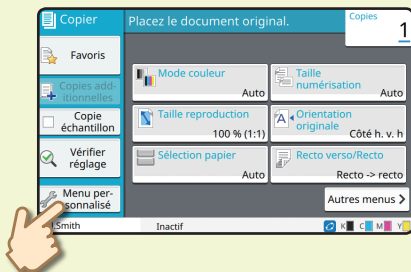 Copier
Placez le document original.
Copies
1
Favoris
Copies add-
itionnelles
Copie
échantillon
Vérifier
réglage
Menu per-
sonnalisé
Mode couleur
Auto
Taille
numérisation
Auto
Taille reproduction
100 % (1:1)
Orientation
originale
Côté h. v. h
Sélection papier
Auto
Recto verso/Recto
Recto -> recto
Autres menus
.Smith
Inactif
K C M Y